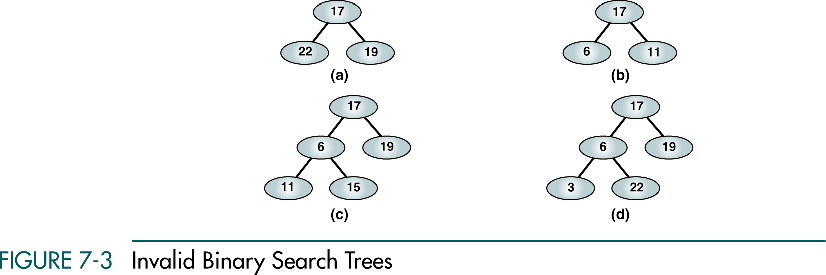 17 17
22 19 6 11
(a) (b)
17 17
6 19 6 19
11 15 3 22
(c) (d)
FIGURE 7-3 Invalid Binary Search Trees